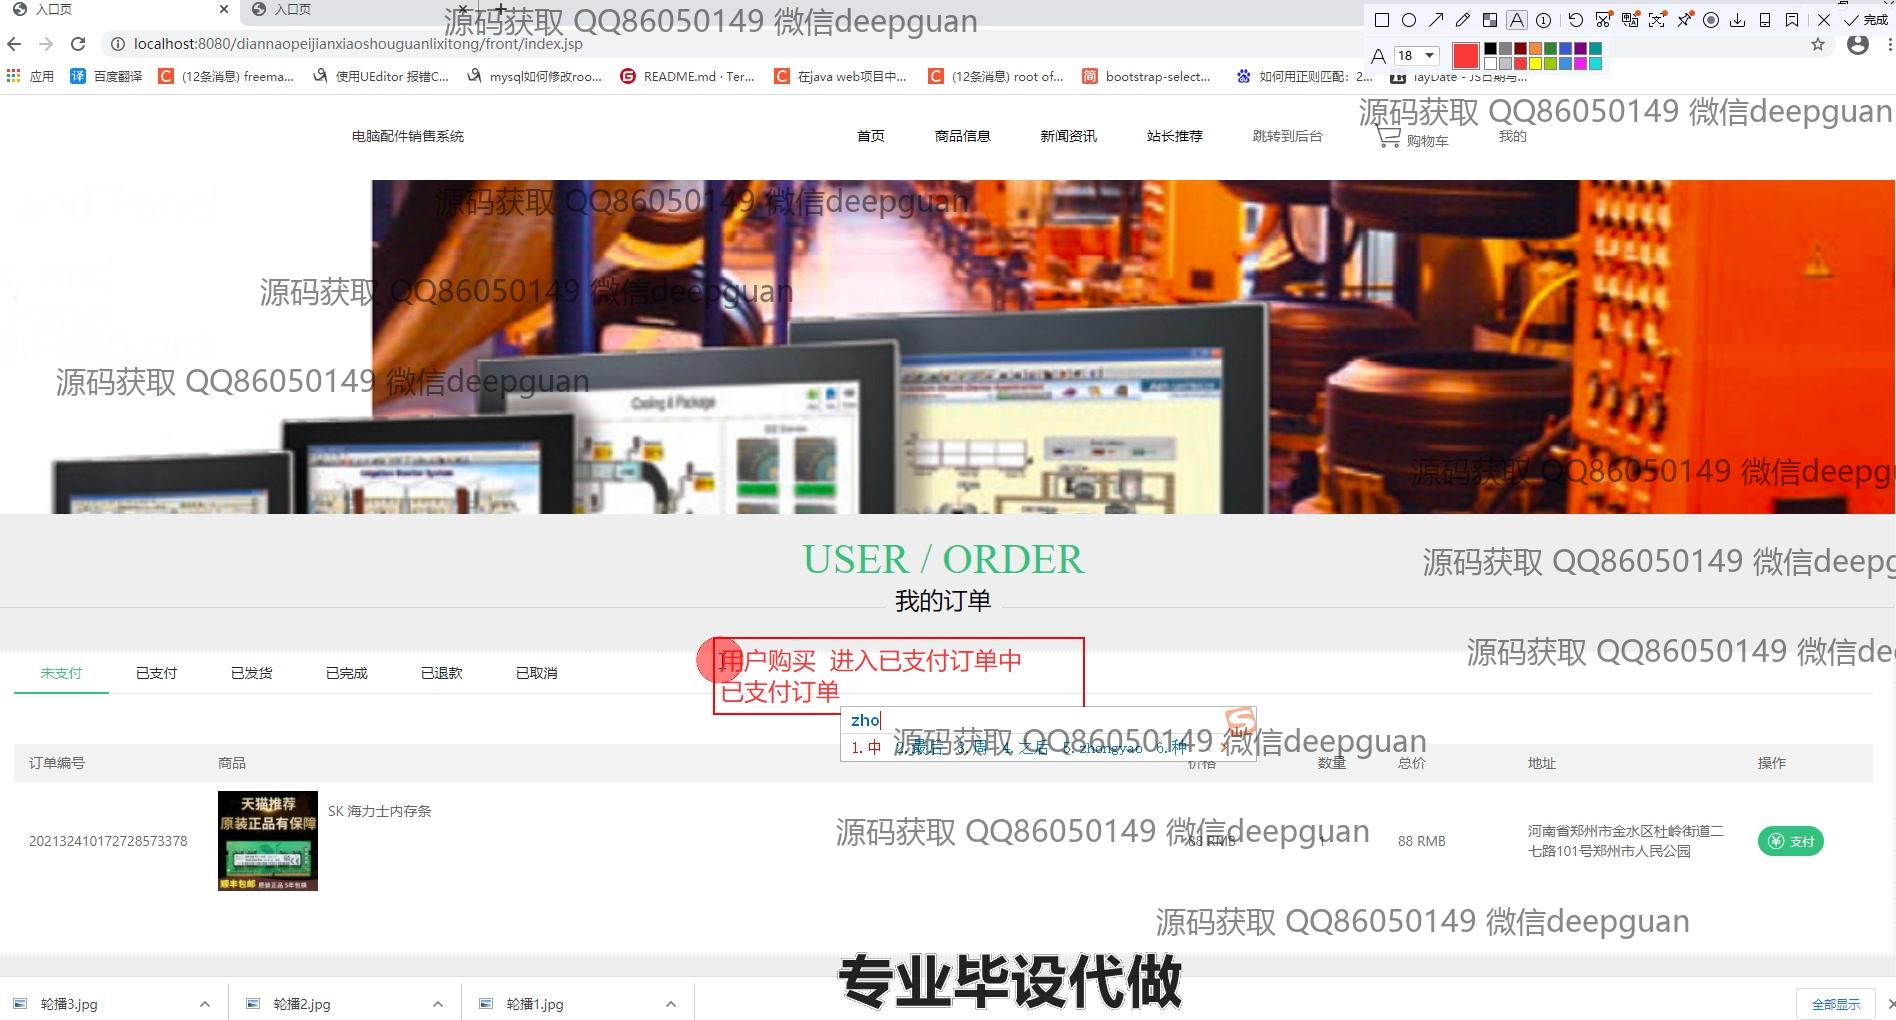 入口页
入口页
源码获取 QQ86050149 微信deepguan
完成
localhost:8080/diannaopeijianxiaoshouguanlixitong/front/index.jsp
18
应用
百度翻译
(12条消息) freema...
使用UEditor 报错C...
mysql如何修改roo...
README.md · Ter...
在java web项目中...
(12条消息) root of...
bootstrap-select...
如何用正则匹配：2...
layDate - JS日期与...
源码获取 QQ86050149 微信deepguan
电脑配件销售系统
首页
商品信息
新闻资讯
站长推荐
跳转到后台
购物车
我的
源码获取 QQ86050149 微信deepguan
源码获取 QQ86050149 微信deepguan
源码获取 QQ86050149 微信deepguan
Cooling & Package
源码获取 QQ86050149 微信deepgu
USER / ORDER
源码获取 QQ86050149 微信deepg
我的订单
源码获取 QQ86050149 微信de
未支付
已支付
已发货
已完成
已退款
已取消
用户购买 进入已支付订单中
已支付订单
zho
1.中 2.最后 3.周 4.之后 5.zhongyao 6.种
源码获取 QQ86050149 微信deepguan
订单编号
商品
价格
数量
总价
地址
操作
天猫推荐
原装正品有保障
顺丰包邮 原装正品 5年包换
SK 海力士内存条
202132410172728573378
源码获取 QQ86050149 微信deepguan
88 RMB
1
88 RMB
河南省郑州市金水区杜岭街道二
七路101号郑州市人民公园
支付
源码获取 QQ86050149 微信deepguan
专业毕设代做
轮播3.jpg
轮播2.jpg
轮播1.jpg
全部显示